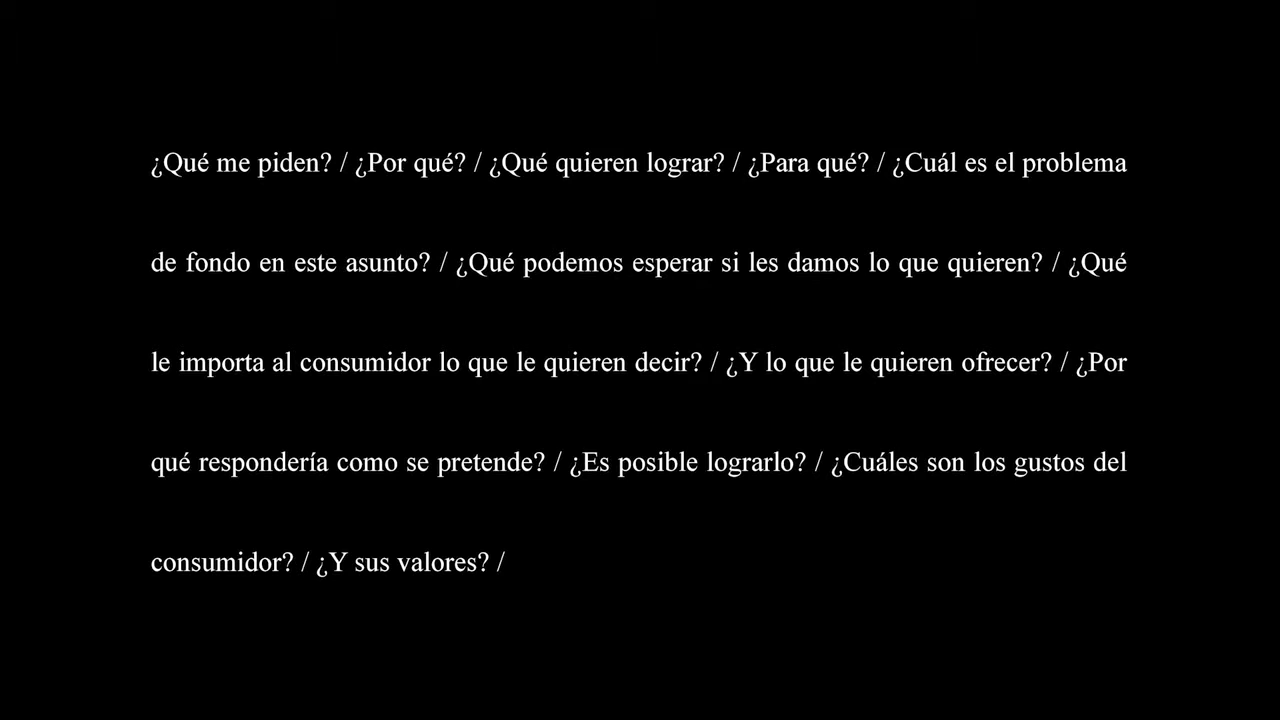 ¿Qué me piden? / ¿Por qué? / ¿Qué quieren lograr? / ¿Para qué? / ¿Cuál es el problema
de fondo en este asunto? / ¿Qué podemos esperar si les damos lo que quieren? / ¿Qué
le importa al consumidor lo que le quieren decir? / ¿Y lo que le quieren ofrecer? / ¿Por
qué respondería como se pretende? / ¿Es posible lograrlo? / ¿Cuáles son los gustos del
consumidor? / ¿Y sus valores? /